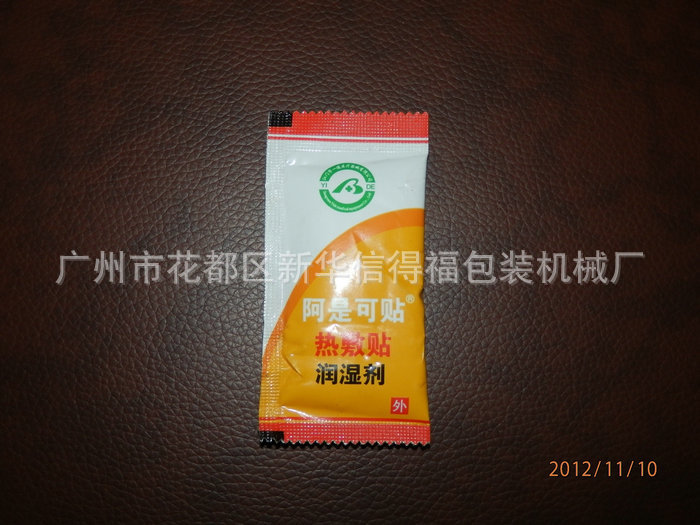 YI DE
广州市花都区新华信得福包装机械厂
阿是可贴®
热敷贴
润湿剂
外
2012/11/10